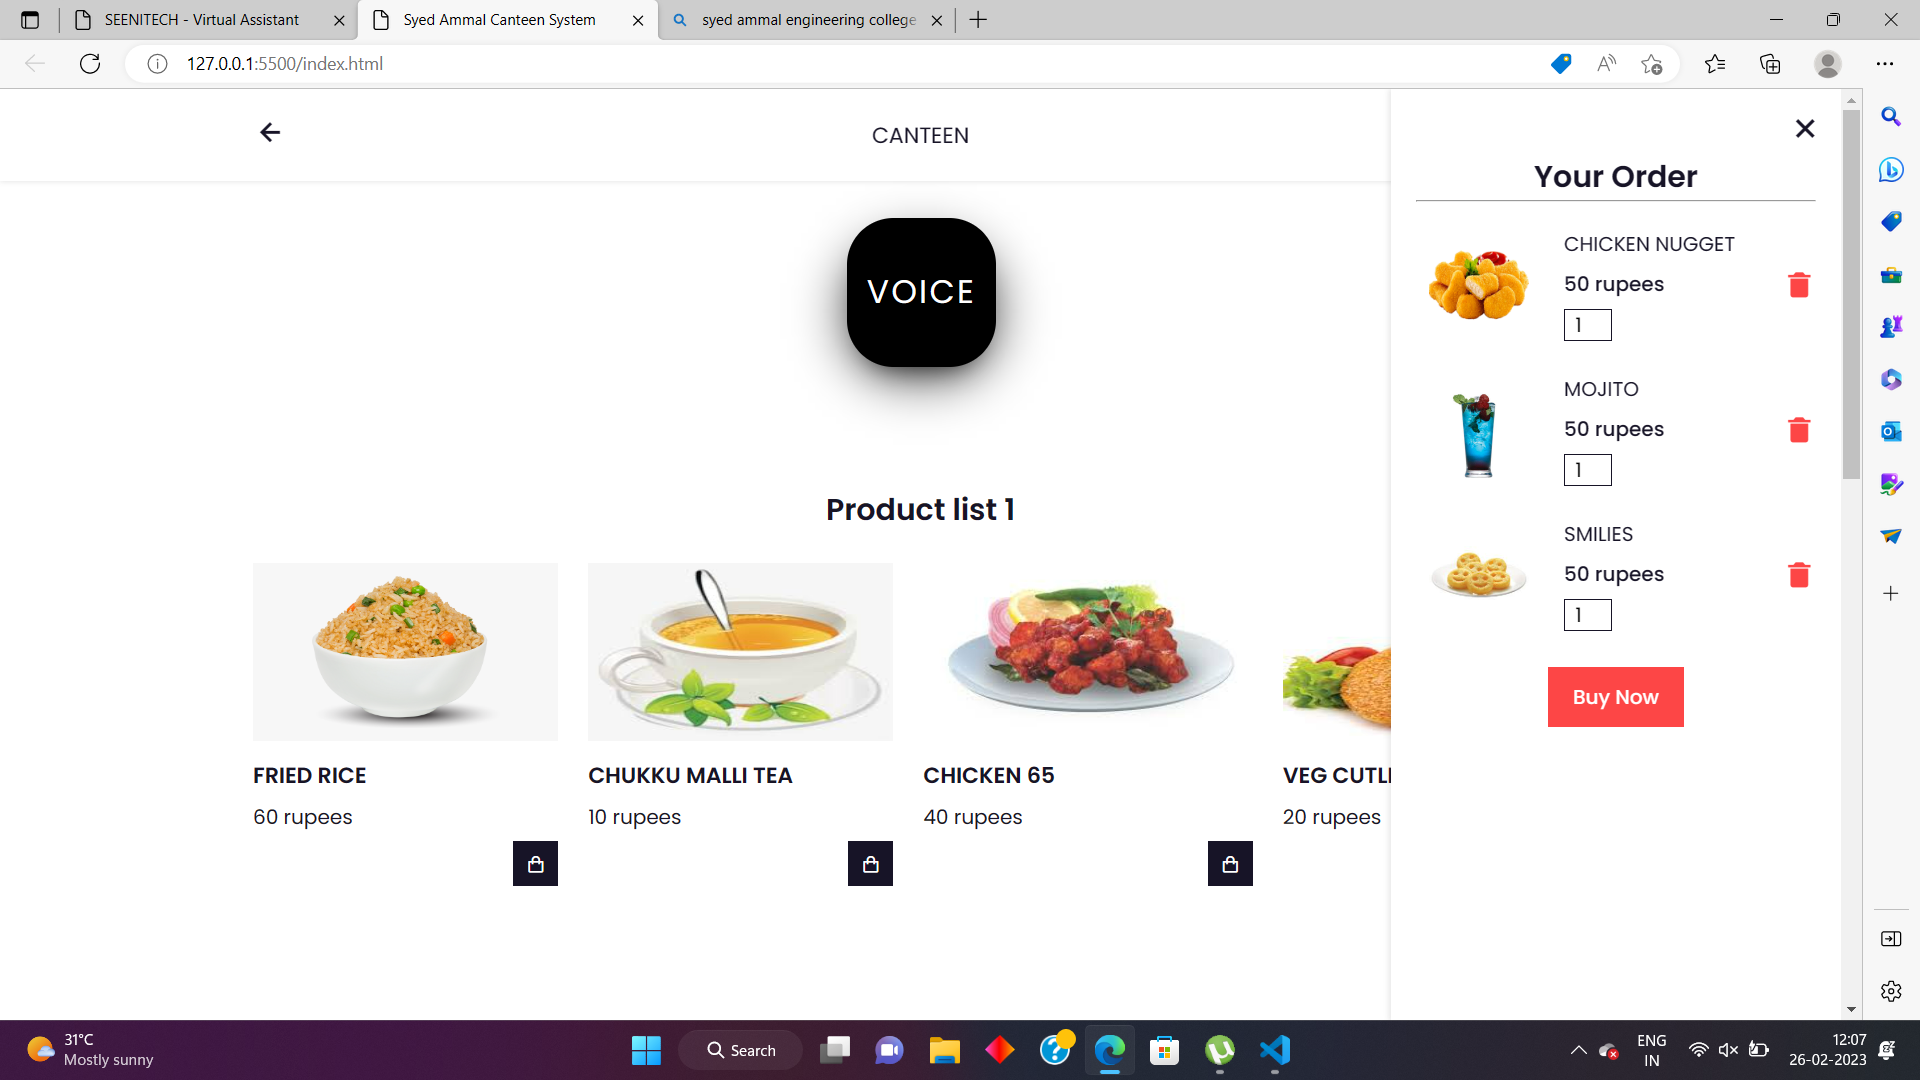 SEENITECH - Virtual Assistant
Syed Ammal Canteen System
syed ammal engineering college
127.0.0.1:5500/index.html
CANTEEN
VOICE
Product list 1
FRIED RICE
60 rupees
CHUKKU MALLI TEA
10 rupees
CHICKEN 65
40 rupees
VEG
20 rupees
Your Order
CHICKEN NUGGET
50 rupees
1
MOJITO
50 rupees
1
SMILIES
50 rupees
1
Buy Now
31°C
Mostly sunny
Search
ENG
IN
12:07
26-02-2023